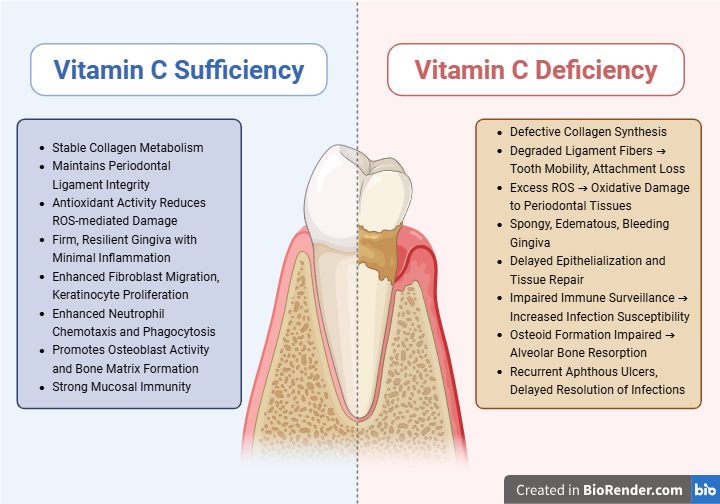 Vitamin C Sufficiency
Stable Collagen Metabolism
Maintains Periodontal
Ligament Integrity
Antioxidant Activity Reduces
ROS-mediated Damage
Firm, Resilient Gingiva with
Minimal Inflammation
Enhanced Fibroblast Migration,
Keratinocyte Proliferation
Enhanced Neutrophil
Chemotaxis and Phagocytosis
Promotes Osteoblast Activity
and Bone Matrix Formation
Strong Mucosal Immunity
Vitamin C Deficiency
Defective Collagen Synthesis
Degraded Ligament Fibers →
Tooth Mobility, Attachment Loss
Excess ROS → Oxidative Damage
to Periodontal Tissues
Spongy, Edematous, Bleeding
Gingiva
Delayed Epithelialization and
Tissue Repair
Impaired Immune Surveillance →
Increased Infection Susceptibility
Osteoid Formation Impaired →
Alveolar Bone Resorption
Recurrent Aphthous Ulcers,
Delayed Resolution of Infections
Created in BioRender.com bio